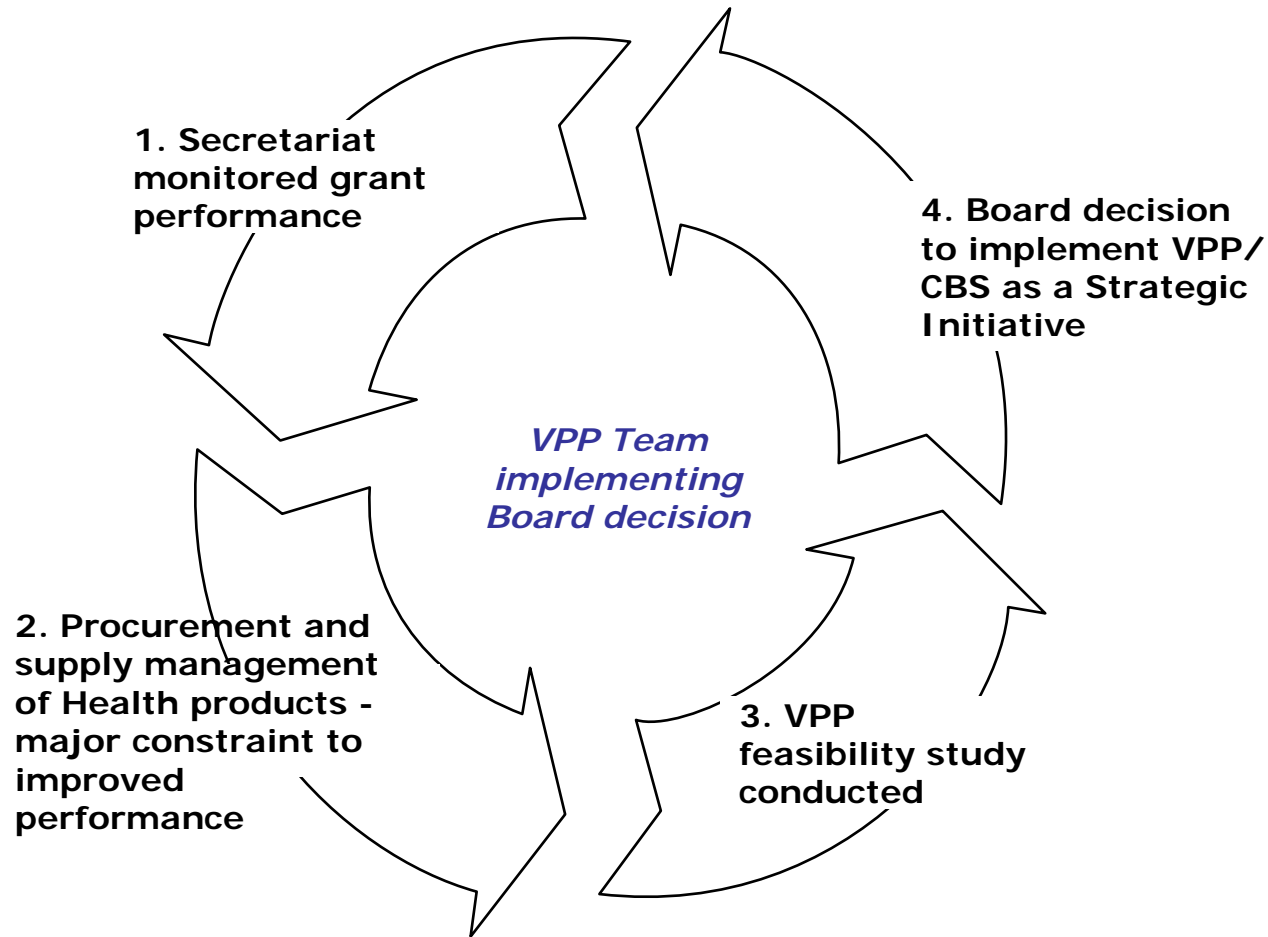 1. Secretariat
monitored grant
performance
2. Procurement and
supply management
of Health products -
major constraint to
improved
performance
3. VPP
feasibility study
conducted
4. Board decision
to implement VPP/
CBS as a Strategic
Initiative
VPP Team
implementing
Board decision